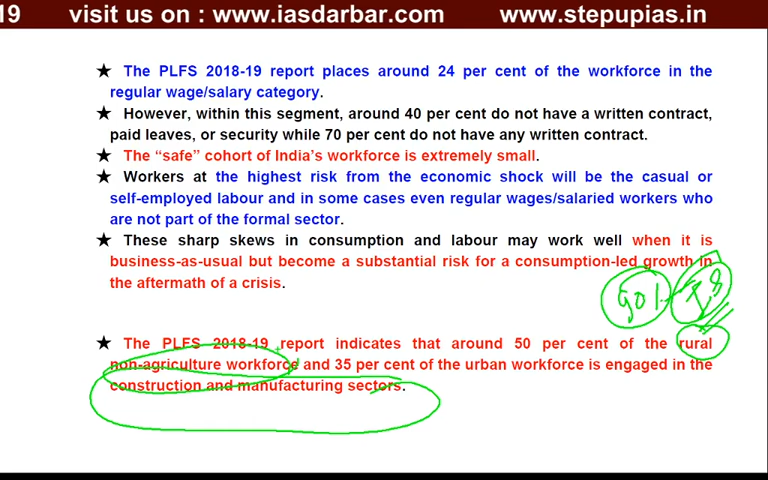 19 visit us on : www.iasdarbar.com www.stepupias.in
★ The PLFS 2018-19 report places around 24 per cent of the workforce in the
regular wage/salary category.
★ However, within this segment, around 40 per cent do not have a written contract,
paid leaves, or security while 70 per cent do not have any written contract.
★ The “safe” cohort of India’s workforce is extremely small.
★ Workers at the highest risk from the economic shock will be the casual or
self-employed labour and in some cases even regular wages/salaried workers who
are not part of the formal sector.
★ These sharp skews in consumption and labour may work well when it is
business-as-usual but become a substantial risk for a consumption-led growth in
the aftermath of a crisis.
★ The PLFS 2018-19 report indicates that around 50 per cent of the rural
non-agriculture workforce and 35 per cent of the urban workforce is engaged in the
construction and manufacturing sectors.